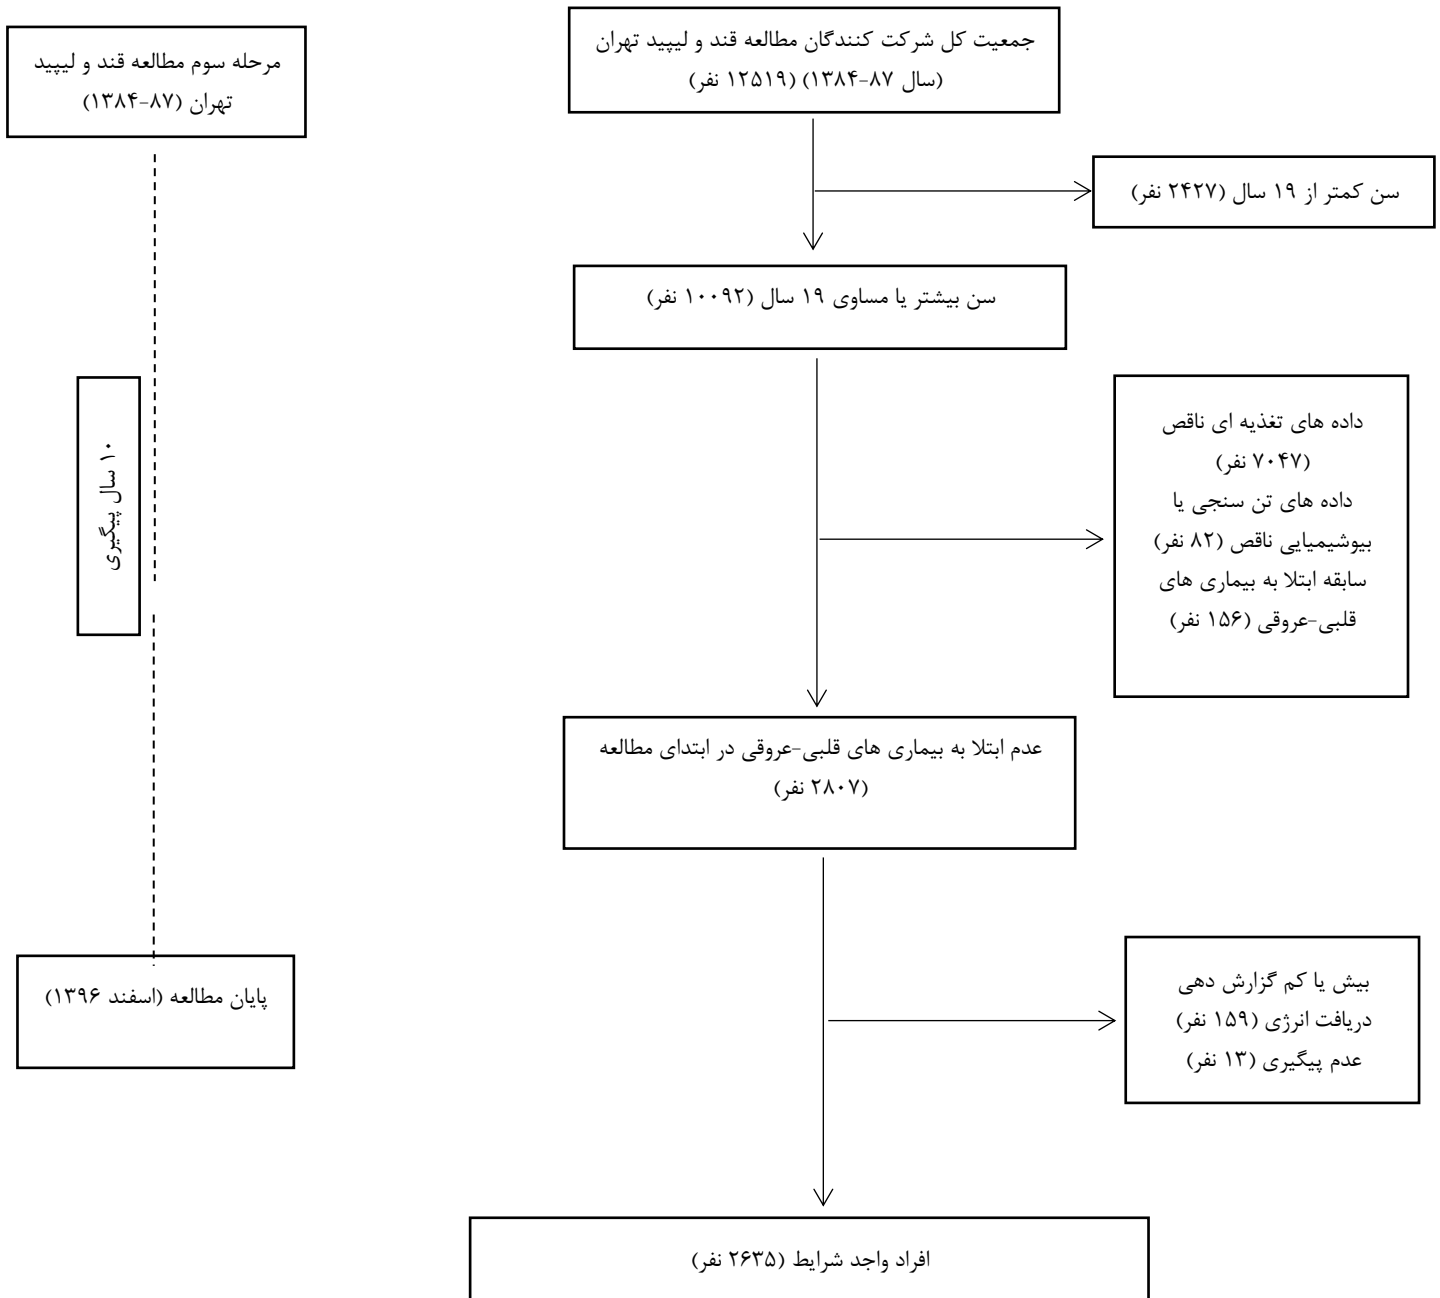 جمعیت کل شرکت کنندگان مطالعه قند و لیپید تهران
(سال ۸۷-۱۳۸۴) (۱۲۵۱۹ نفر)
مرحله سوم مطالعه قند و لیپید
تهران (۸۷-۱۳۸۴)
سن کمتر از ۱۹ سال (۲۴۲۷ نفر)
سن بیشتر یا مساوی ۱۹ سال (۱۰۰۹۲ نفر)
داده های تغذیه ای ناقص
(۷۰۴۷ نفر)
داده های تن سنجی یا
بیوشیمیایی ناقص (۸۲ نفر)
سابقه ابتلا به بیماری های
قلبی-عروقی (۱۵۶ نفر)
۱۰ سال پیگیری
عدم ابتلا به بیماری های قلبی-عروقی در ابتدای مطالعه
(۲۸۰۷ نفر)
بیش یا کم گزارش دهی
دریافت انرژی (۱۵۹ نفر)
عدم پیگیری (۱۳ نفر)
پایان مطالعه (اسفند ۱۳۹۶)
افراد واجد شرایط (۲۶۳۵ نفر)